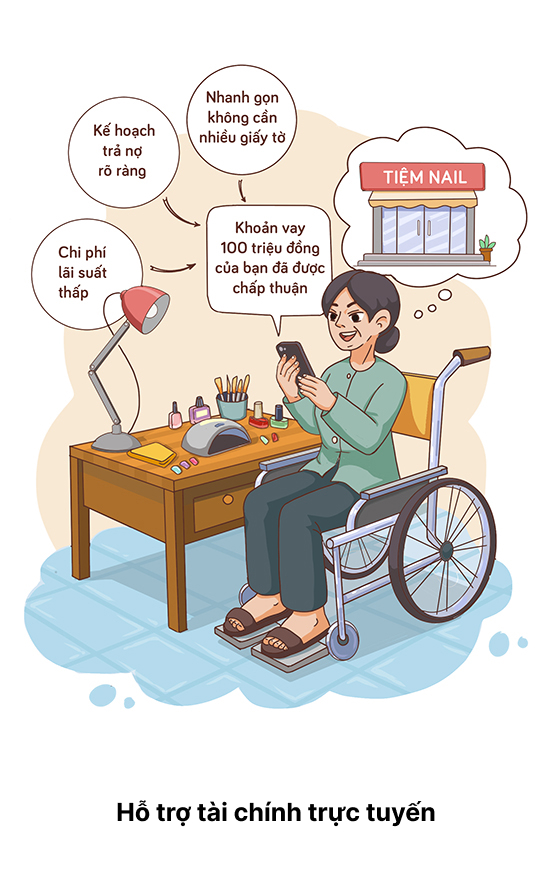 Nhanh gọn
không cần
nhiều giấy tờ
Kế hoạch
trả nợ
rõ ràng
TIỆM NAIL
Chi phí
lãi suất
thấp
Khoản vay
100 triệu đồng
của bạn đã được
chấp thuận
Hỗ trợ tài chính trực tuyến